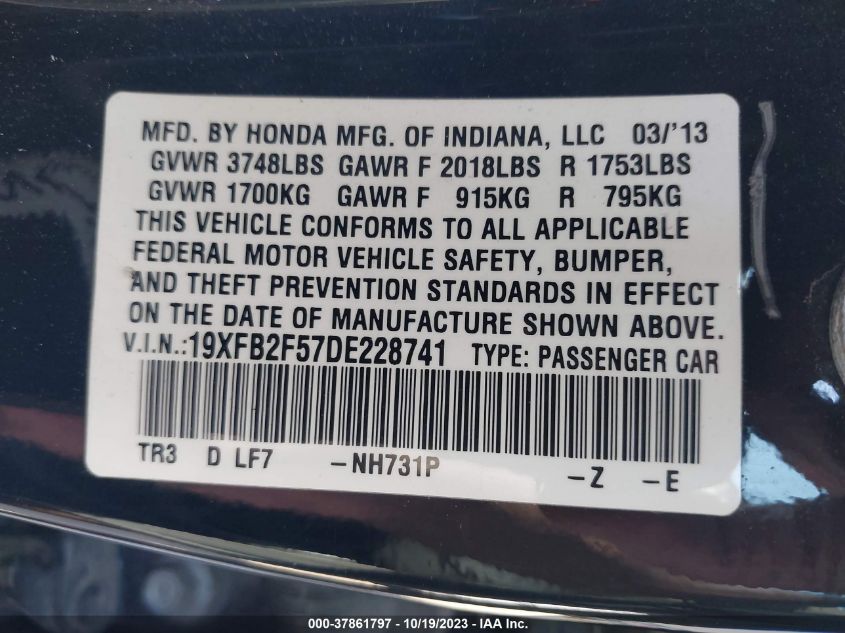 MFD. BY HONDA MFG. OF INDIANA, LLC 03/'13
GVWR 3748LBS GAWR F 2018LBS R 1753LBS
GVWR 1700KG GAWR F 915KG R 795KG
THIS VEHICLE CONFORMS TO ALL APPLICABLE
FEDERAL MOTOR VEHICLE SAFETY, BUMPER,
AND THEFT PREVENTION STANDARDS IN EFFECT
ON THE DATE OF MANUFACTURE SHOWN ABOVE.
V.I.N.:19XFB2F57DE228741 TYPE: PASSENGER CAR
TR3 D LF7 -NH731P -Z -E
000-37861797 - 10/19/2023 - IAA Inc.